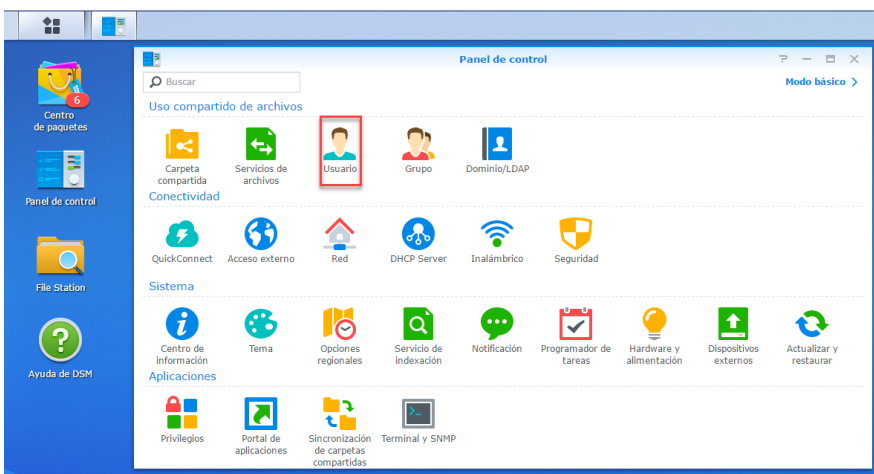 Panel de control
Buscar
Modo básico
Centro
de paquetes
6
Panel de control
File Station
Ayuda de DSM
Uso compartido de archivos
Carpeta
compartida
Servicios de
archivos
Usuario
Grupo
Dominio/LDAP
Conectividad
QuickConnect
Acceso externo
Red
DHCP Server
Inalámbrico
Seguridad
Sistema
Centro de
información
Tema
Opciones
regionales
Servicio de
indexación
Notificación
Programador de
tareas
Hardware y
alimentación
Dispositivos
externos
Actualizar y
restaurar
Aplicaciones
Privilegios
Portal de
aplicaciones
Sincronización
de carpetas
compartidas
Terminal y SNMP